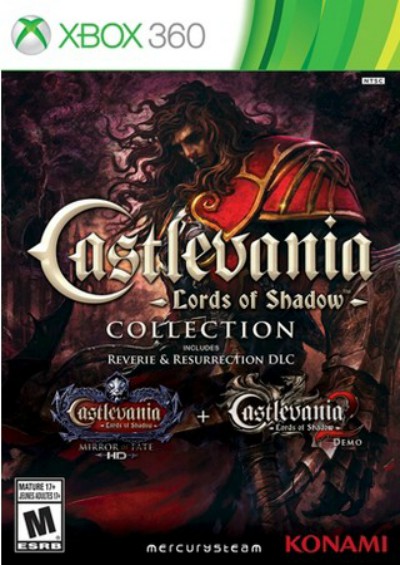 XBOX 360
NTSC
Castlevania
Lords of Shadow™
COLLECTION
INCLUDES
REVERIE & RESURRECTION DLC
Castlevania
Lords of Shadow
MIRROR OF FATE
HD
+
Castlevania
Lords of Shadow 2
DEMO
MATURE 17+
JEUNES ADULTES 17+
M
ESRB
mercurysteam
KONAMI